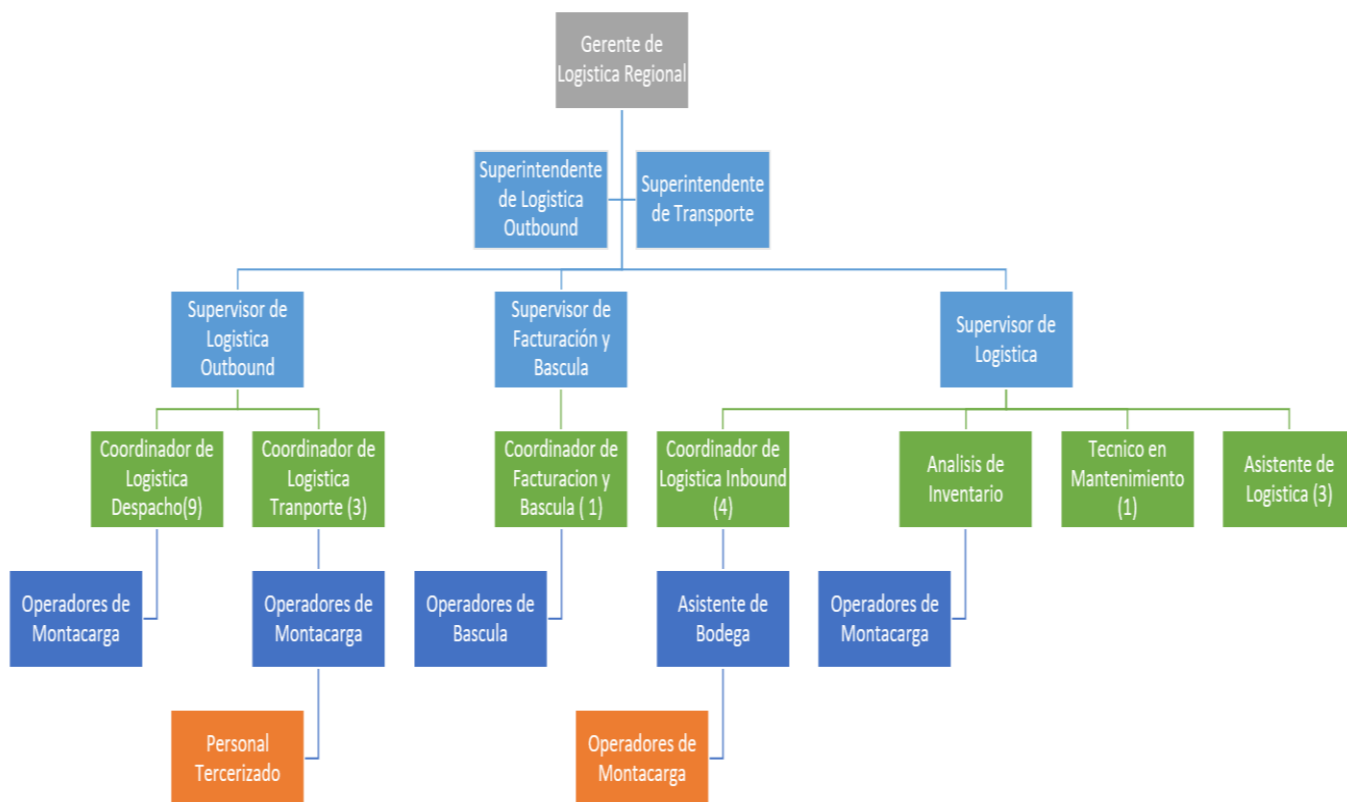 Gerente de
Logistica Regional
Superintendente
de Logistica
Outbound
Superintendente
de Transporte
Supervisor de
Logistica
Outbound
Supervisor de
Facturación y
Bascula
Supervisor de
Logistica
Coordinador de
Logistica
Despacho(9)
Coordinador de
Logistica
Tranporte (3)
Coordinador de
Facturacion y
Bascula ( 1)
Coordinador de
Logistica Inbound
(4)
Analisis de
Inventario
Tecnico en
Mantenimiento
(1)
Asistente de
Logistica (3)
Operadores de
Montacarga
Operadores de
Montacarga
Operadores de
Bascula
Asistente de
Bodega
Operadores de
Montacarga
Personal
Tercerizado
Operadores de
Montacarga